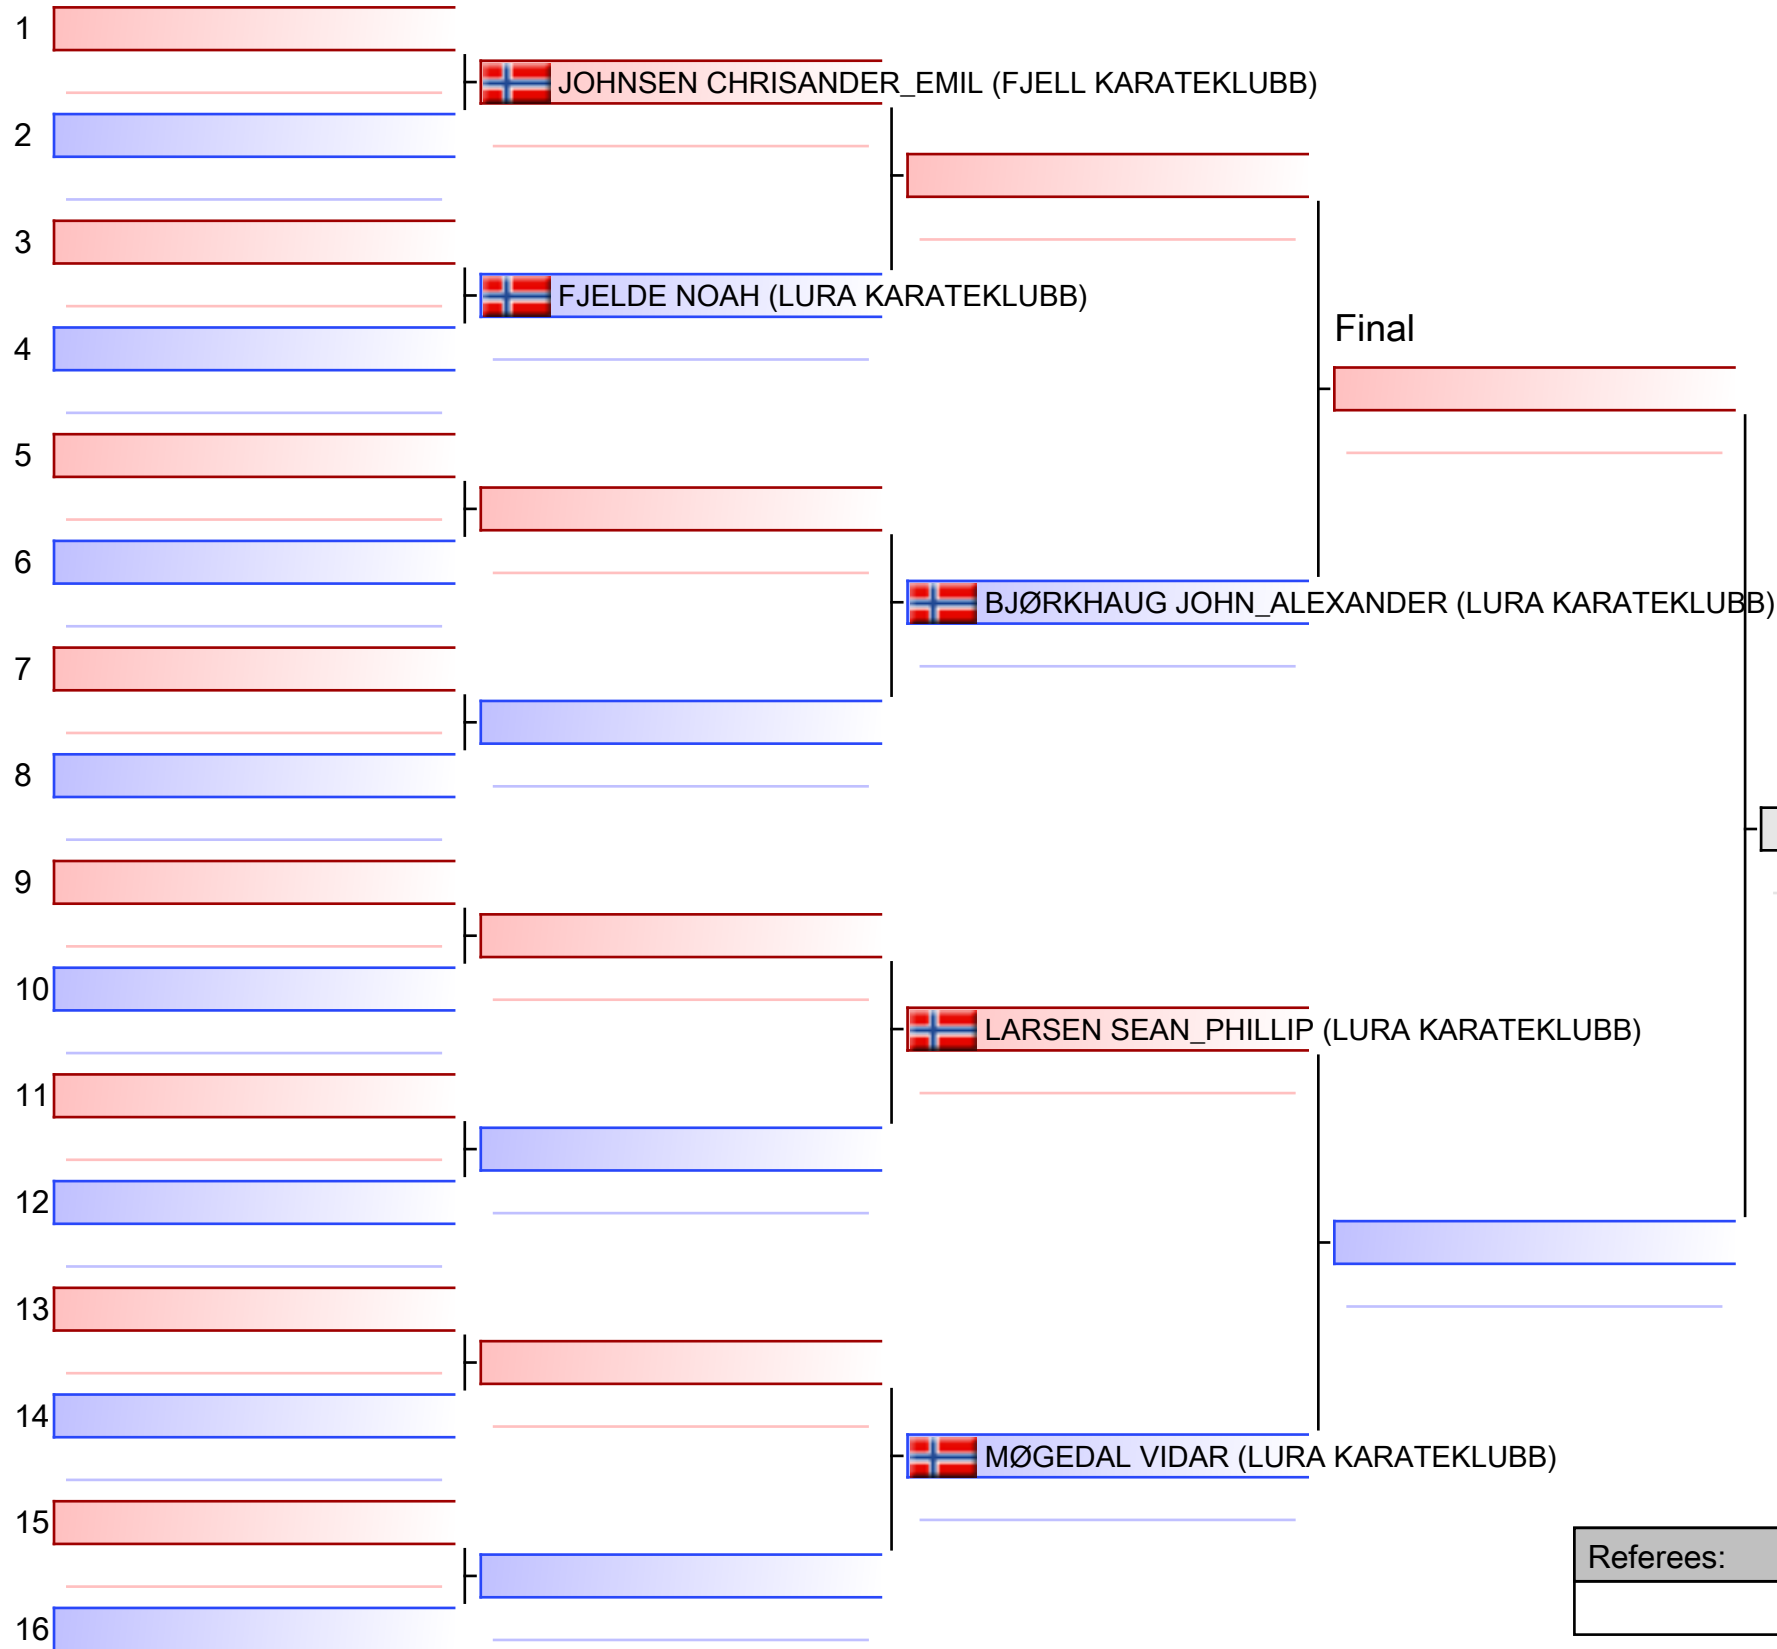 1
JOHNSEN CHRISANDER_EMIL (FJELL KARATEKLUBB)
2
3
FJELDE NOAH (LURA KARATEKLUBB)
Final
4
5
6
BJØRKHAUG JOHN_ALEXANDER (LURA KARATEKLUBB)
7
8
9
10
LARSEN SEAN_PHILLIP (LURA KARATEKLUBB)
11
12
13
14
MØGEDAL VIDAR (LURA KARATEKLUBB)
15
Referees:
16